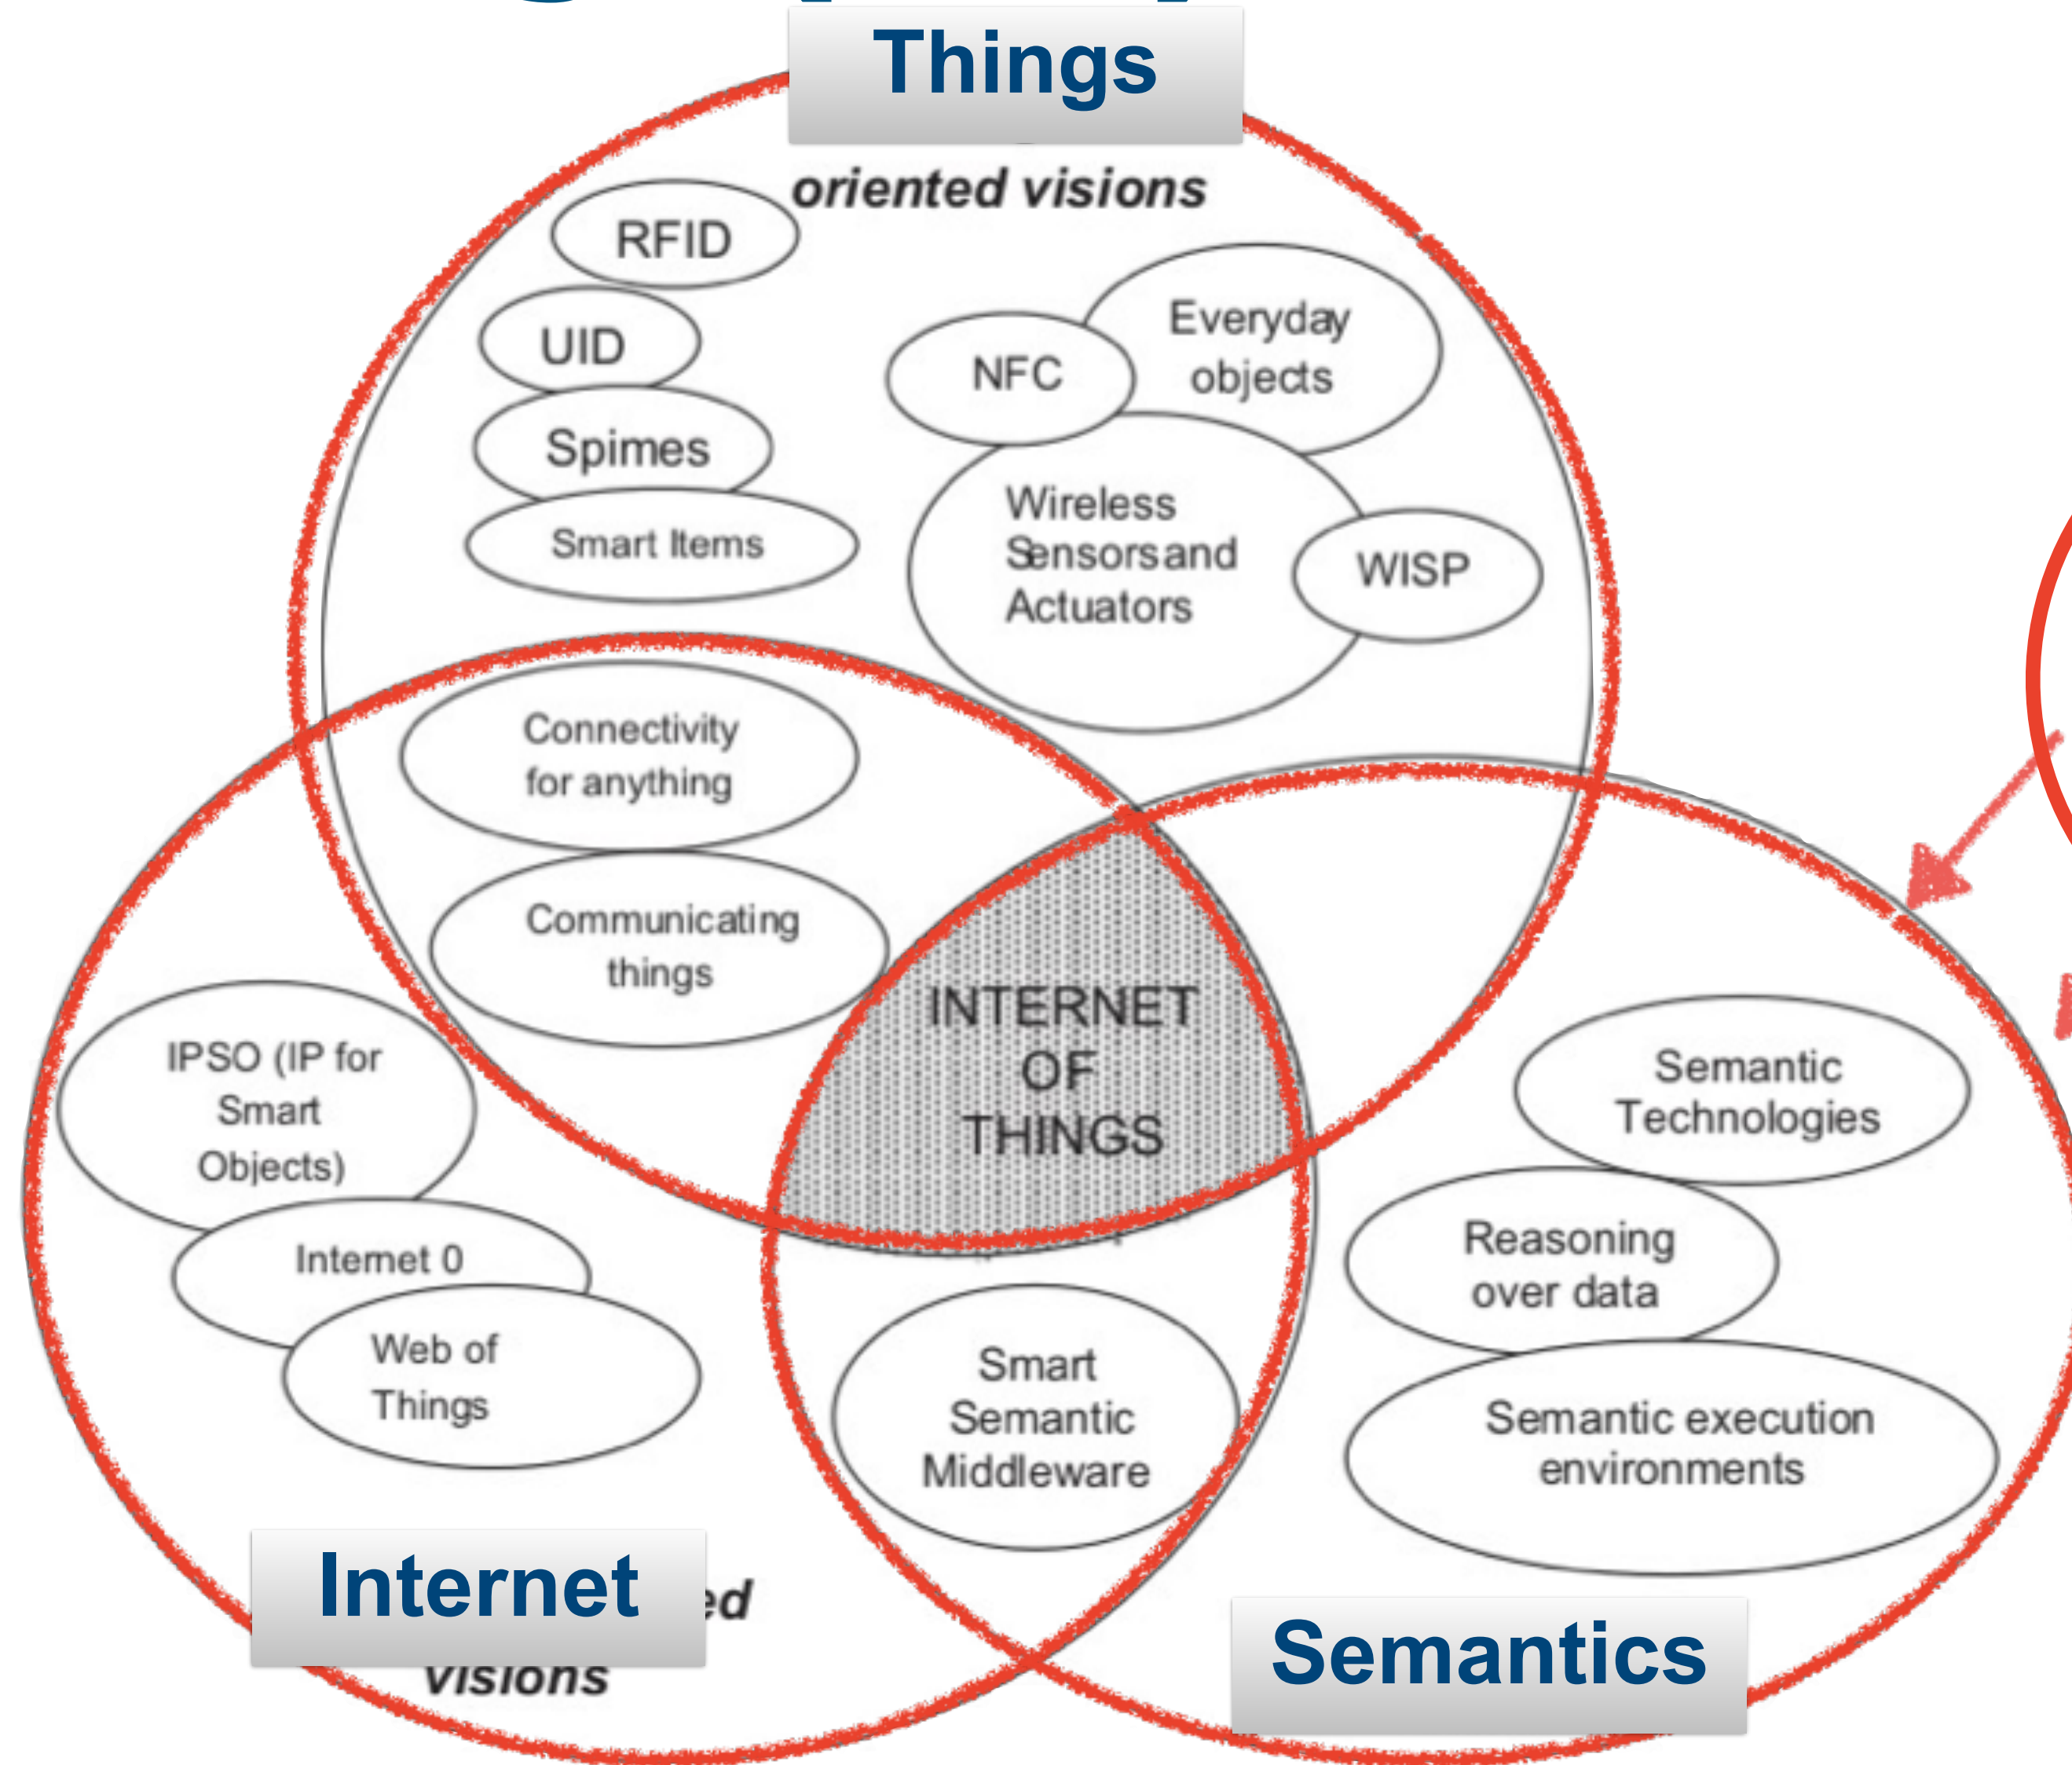 Things
oriented visions
RFID
UID
Spimes
Smart Items
Everyday
objects
NFC
Wireless
Sensors and
Actuators
WISP
Connectivity
for anything
Communicating
things
INTERNET
OF
THINGS
IPSO (IP for
Smart
Objects)
Internet 0
Web of
Things
Semantic
Technologies
Reasoning
over data
Semantic execution
environments
Smart
Semantic
Middleware
Internet
ed
visions
Semantics